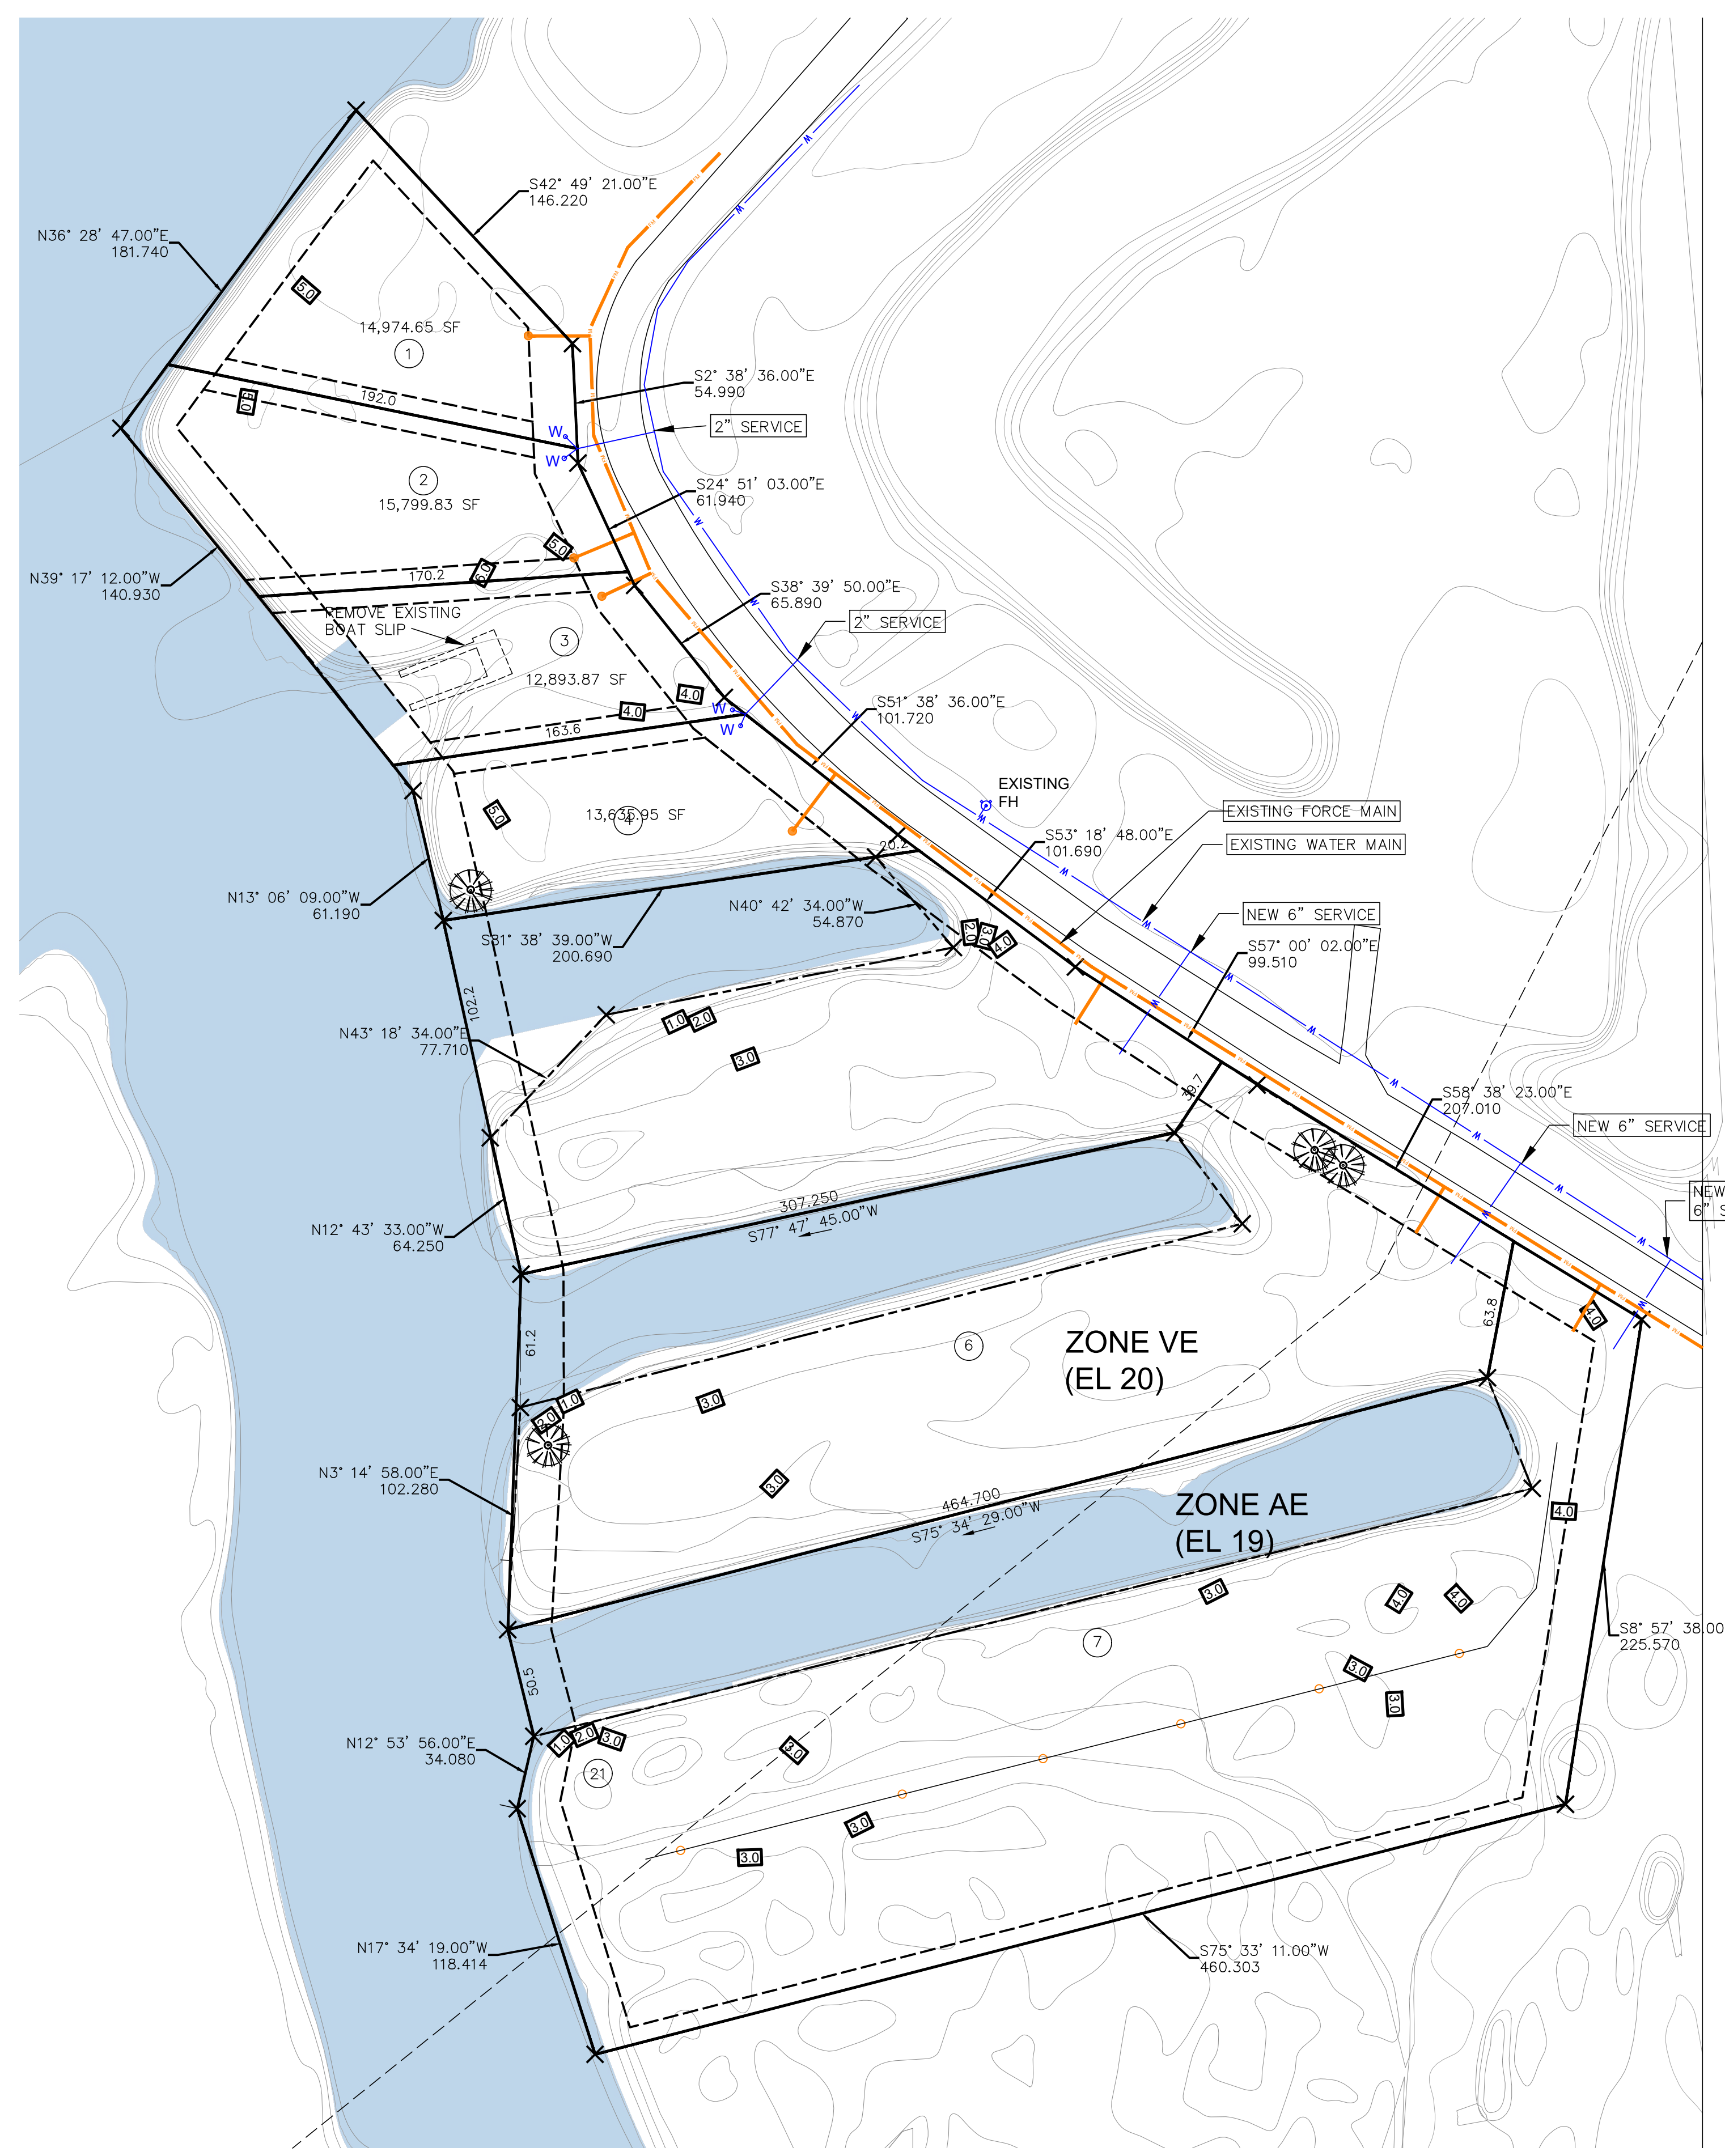 S42° 49' 21.00"E
146.220
N36° 28' 47.00"E
181.740
5.0
14,974.65 SF
1
S2° 38' 36.00"E
54.990
5.0
192.0
2" SERVICE
W
W
2
15,799.83 SF
S24° 51' 03.00"E
61.940
5.0
6.0
170.2
N39° 17' 12.00"W
140.930
S38° 39' 50.00"E
65.890
REMOVE EXISTING
BOAT SLIP
2" SERVICE
3
12,893.87 SF
4.0
4.0
W
W
163.6
S51° 38' 36.00"E
101.720
EXISTING
FH
5.0
13,635.95 SF
4
EXISTING FORCE MAIN
S53° 18' 48.00"E
101.690
EXISTING WATER MAIN
20.2
N13° 06' 09.00"W
61.190
N40° 42' 34.00"W
54.870
NEW 6" SERVICE
S81° 38' 39.00"W
200.690
2.0
3.0
4.0
S57° 00' 02.00"E
99.510
102.2
1.0
2.0
N43° 18' 34.00"E
77.710
3.0
39.7
S58° 38' 23.00"E
207.010
NEW 6" SERVICE
NEW
6" S
307.250
S77° 47' 45.00"W
N12° 43' 33.00"W
64.250
61.2
63.8
4.0
6
ZONE VE
(EL 20)
1.0
2.0
3.0
N3° 14' 58.00"E
102.280
3.0
464.700
S75° 34' 29.00"W
ZONE AE
(EL 19)
4.0
3.0
4.0
4.0
S8° 57' 38.00
225.570
7
50.5
3.0
3.0
N12° 53' 56.00"E
34.080
1.0
2.0
3.0
3.0
21
3.0
3.0
N17° 34' 19.00"W
118.414
S75° 33' 11.00"W
460.303